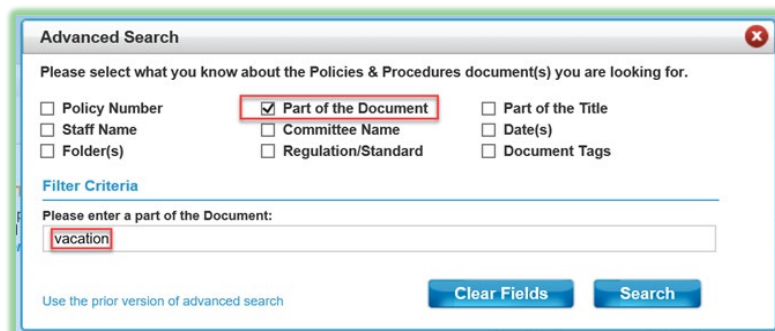 Advanced Search
Please select what you know about the Policies & Procedures document(s) you are looking for.
Policy Number Part of the Document Part of the Title
Staff Name Committee Name Date(s)
Folder(s) Regulation/Standard Document Tags
Filter Criteria
Please enter a part of the Document:
vacation
Use the prior version of advanced search Clear Fields Search